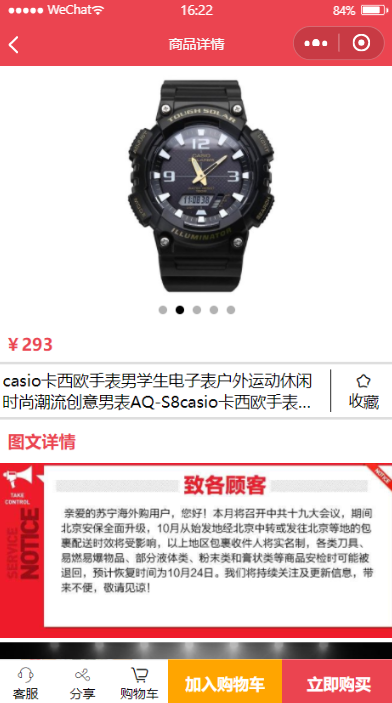 WeChat 16:22 84%
商品详情
TOUGH SOLAR
ILLUMINATOR
￥293
casio卡西欧手表男学生电子表户外运动休闲
时尚潮流创意男表AQ-S8casio卡西欧手表...
收藏
图文详情
TAKE
CONTROL
SERVICE
NOTICE
NOTICE
致各顾客
亲爱的苏宁海外购用户，您好！本月将召开中共十九大会议，期间
北京安保全面升级，10月从始发地经北京中转或发往北京等地的包
裹配送时效将受影响，以上地区包裹收件人将实名制，各类刀具、
易燃易爆物品、部分液体类、粉末类和膏状类等商品安检时可能被
退回，预计恢复时间为10月24日。我们将持续关注及更新信息，带
来不便，敬请见谅！
客服
分享
购物车
加入购物车
立即购买